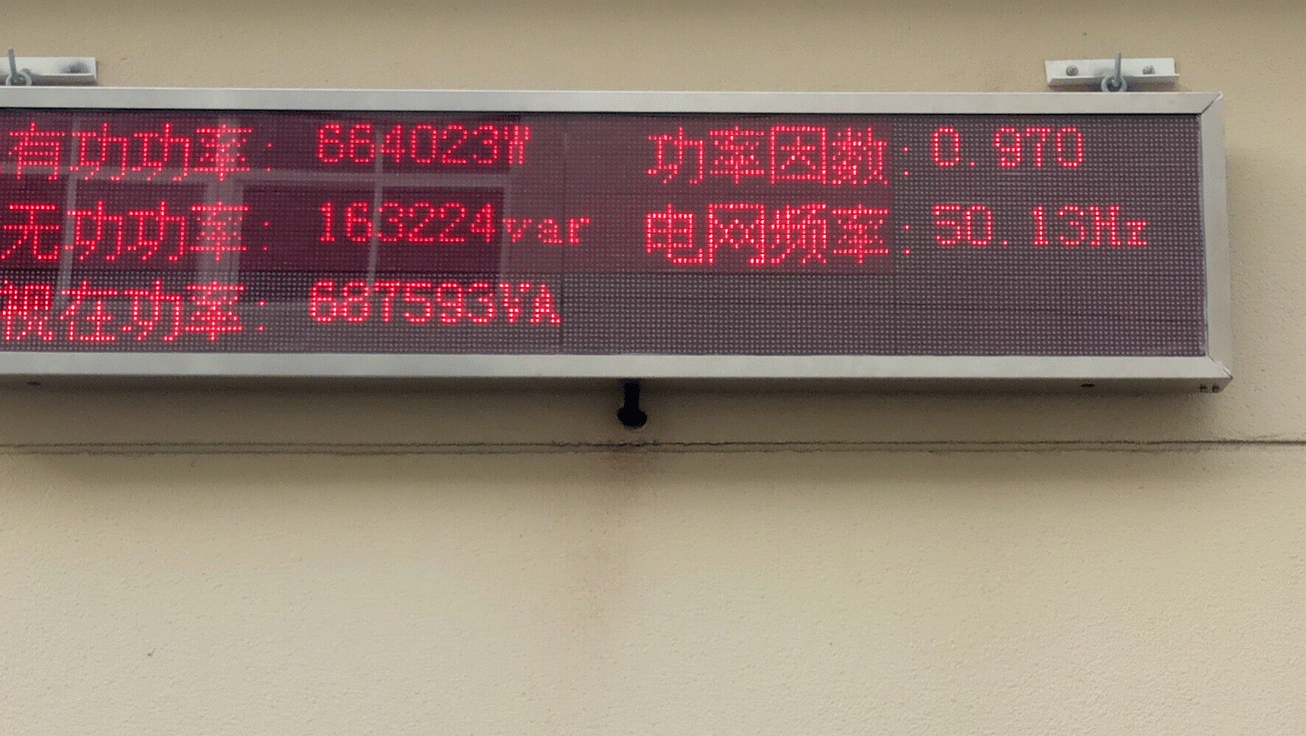 有功功率: 664023W 功率因数: 0.970
无功功率: 163224var 电网频率: 50.13Hz
视在功率: 687593VA